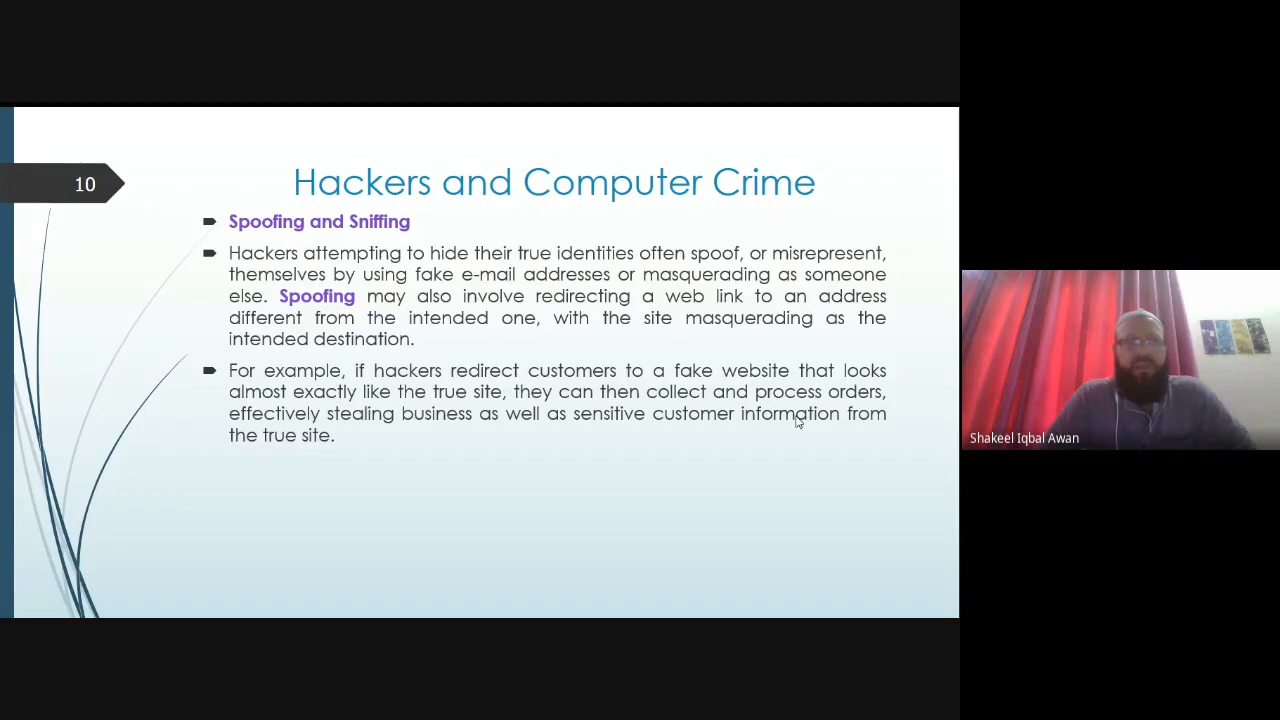 10
Hackers and Computer Crime
Spoofing and Sniffing
Hackers attempting to hide their true identities often spoof, or misrepresent,
themselves by using fake e-mail addresses or masquerading as someone
else. Spoofing may also involve redirecting a web link to an address
different from the intended one, with the site masquerading as the
intended destination.
For example, if hackers redirect customers to a fake website that looks
almost exactly like the true site, they can then collect and process orders,
effectively stealing business as well as sensitive customer information from
the true site.
Shakeel Iqbal Awan